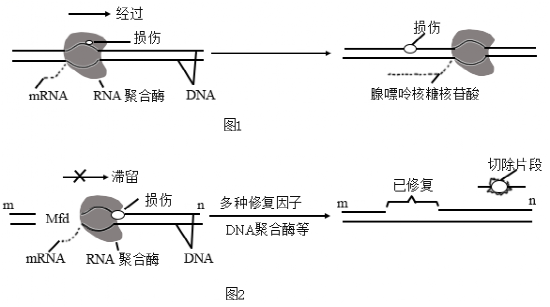 经过
损伤
mRNA
RNA 聚合酶
DNA
损伤
腺嘌呤核糖核苷酸
图1
滞留
m
Mfd
损伤
n
mRNA
RNA 聚合酶
DNA
多种修复因子
DNA聚合酶等
切除片段
已修复
m
n
图2